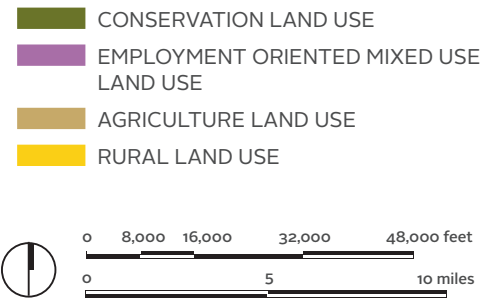 CONSERVATION LAND USE
EMPLOYMENT ORIENTED MIXED USE
LAND USE
AGRICULTURE LAND USE
RURAL LAND USE
0 8,000 16,000 32,000 48,000 feet
0 5 10 miles